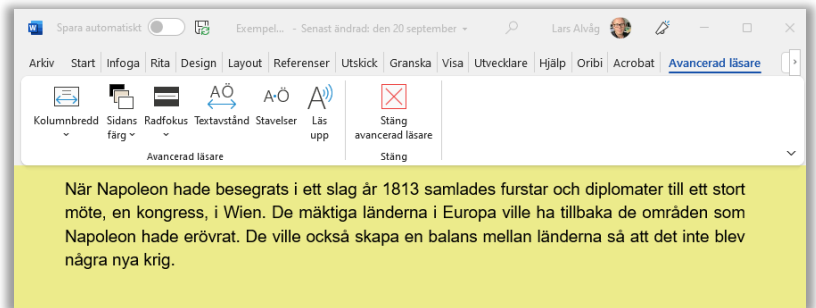 Spara automatiskt Exempel... - Senast ändrad: den 20 september Lars Alvåg
Arkiv Start Infoga Rita Design Layout Referenser Utskick Granska Visa Utvecklare Hjälp Oribi Acrobat Avancerad läsare
AÖ A·Ö A
Kolumnbredd Sidans Radfokus Textavstånd Stavelser Läs Stäng
färg upp avancerad läsare
Avancerad läsare Stäng
När Napoleon hade besegrats i ett slag år 1813 samlades furstar och diplomater till ett stort
möte, en kongress, i Wien. De mäktiga länderna i Europa ville ha tillbaka de områden som
Napoleon hade erövrat. De ville också skapa en balans mellan länderna så att det inte blev
några nya krig.